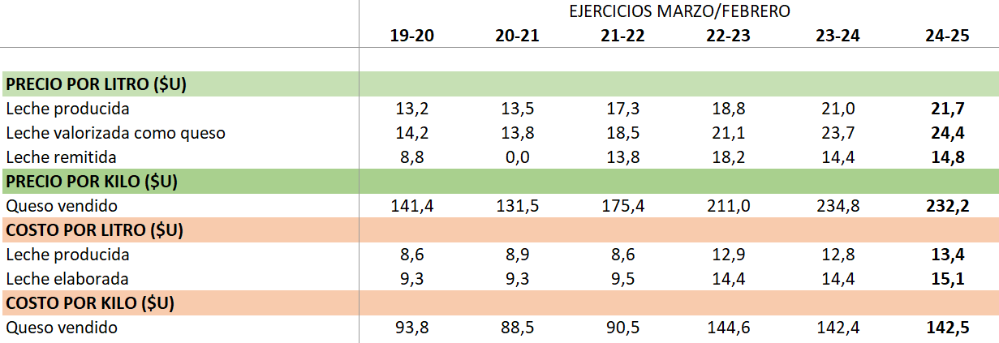 EJERCICIOS MARZO/FEBRERO
19-20 20-21 21-22 22-23 23-24 24-25
PRECIO POR LITRO ($U)
Leche producida 13,2 13,5 17,3 18,8 21,0 21,7
Leche valorizada como queso 14,2 13,8 18,5 21,1 23,7 24,4
Leche remitida 8,8 0,0 13,8 18,2 14,4 14,8
PRECIO POR KILO ($U)
Queso vendido 141,4 131,5 175,4 211,0 234,8 232,2
COSTO POR LITRO ($U)
Leche producida 8,6 8,9 8,6 12,9 12,8 13,4
Leche elaborada 9,3 9,3 9,5 14,4 14,4 15,1
COSTO POR KILO ($U)
Queso vendido 93,8 88,5 90,5 144,6 142,4 142,5